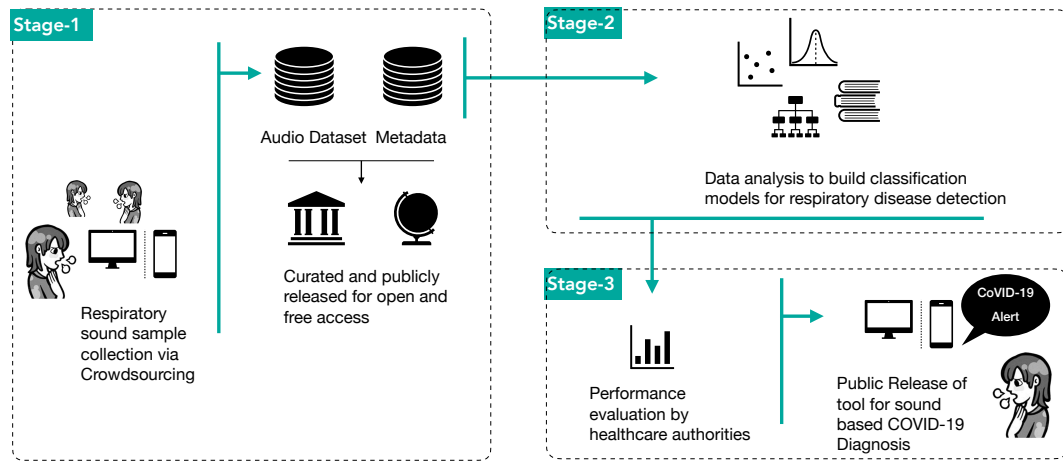 Stage-1
Audio Dataset Metadata
Curated and publicly
released for open and
free access
Respiratory
sound sample
collection via
Crowdsourcing
Stage-2
Data analysis to build classification
models for respiratory disease detection
Stage-3
Performance
evaluation by
healthcare authorities
CoVID-19
Alert
Public Release of
tool for sound
based COVID-19
Diagnosis